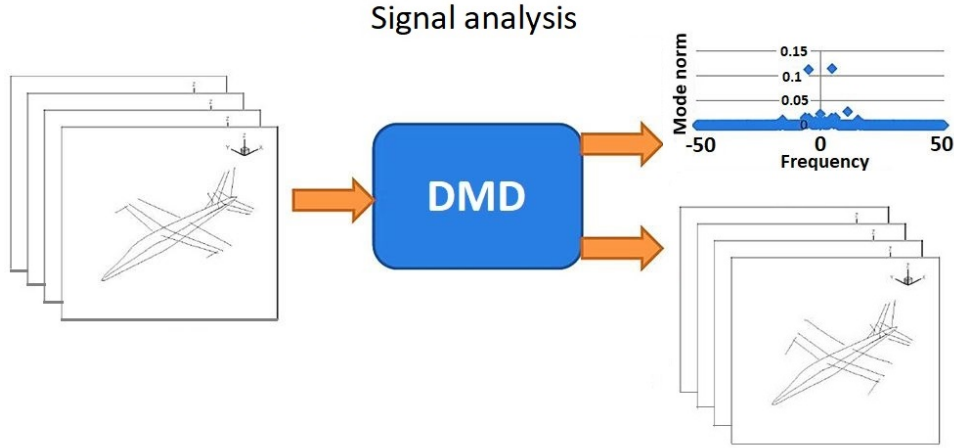 Signal analysis
DMD
Mode norm
0.15
0.1
0.05
0
-50
0
50
Frequency
Z
Z
Z
Z
Y
X
Z
Z
Z
Z
Y
X